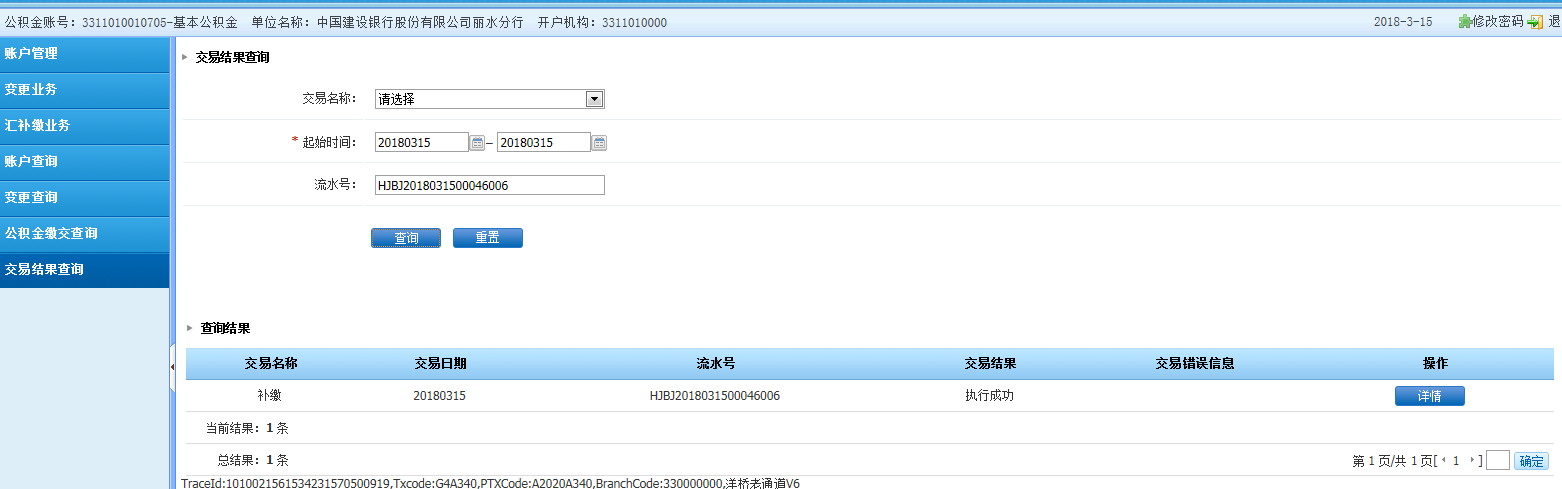 公积金账号：3311010010705-基本公积金 单位名称：中国建设银行股份有限公司丽水分行 开户机构：3311010000 2018-3-15 修改密码 退
账户管理
变更业务
汇补缴业务
账户查询
变更查询
公积金缴交查询
交易结果查询
交易结果查询
交易名称： 请选择
* 起始时间： 20180315 – 20180315
流水号： HJBJ2018031500046006
查询 重置
查询结果
交易名称 交易日期 流水号 交易结果 交易错误信息 操作
补缴 20180315 HJBJ2018031500046006 执行成功 详情
当前结果：1 条
总结果：1 条 第 1 页/共 1 页[ 1 ] 确定
TraceId:1010021561534231570500919,Txcode:G4A340,PTXCode:A2020A340,BranchCode:330000000,洋桥老通道V6